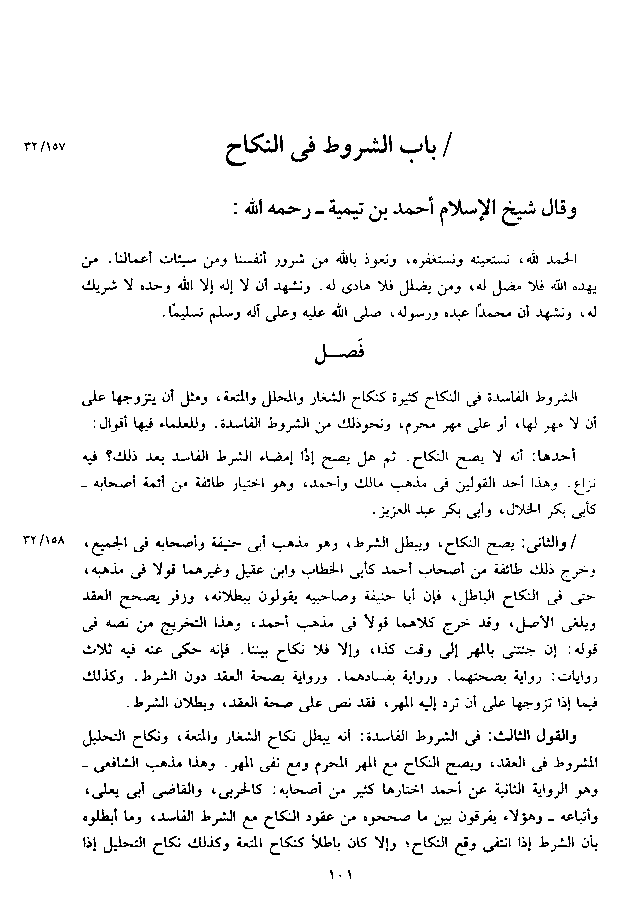 ٣٢/١٥٧
/ باب الشروط فى النكاح
وقال شيخ الإسلام أحمد بن تيمية ـ رحمه الله :
الحمد لله، نستعينه ونستغفره، ونعوذ بالله من شرور أنفسنا ومن سيئات أعمالنا. من
يهده الله فلا مضل له، ومن يضلل فلا هادى له. ونشهد أن لا إله إلا الله وحده لا شريك
له، ونشهد أن محمدًا عبده ورسوله، صلى الله عليه وعلى آله وسلم تسليمًا.
فَصـــل
الشروط الفاسدة فى النكاح كثيرة كنكاح الشغار والمحلل والمتعة، ومثل أن يتزوجها على
أن لا مهر لها، أو على مهر محرم، ونحوذلك من الشروط الفاسدة. وللعلماء فيها أقوال:
أحدها: أنه لا يصح النكاح. ثم هل يصح إذًا إمضاء الشرط الفاسد بعد ذلك؟ فيه
نزاع. وهذا أحد القولين فى مذهب مالك وأحمد، وهو اختيار طائفة من أئمة أصحابه ـ
كأبى بكر الخلال، وأبى بكر عبد العزيز.
٣٢/١٥٨
/ والثانى: يصح النكاح، ويبطل الشرط، وهو مذهب أبى حنيفة وأصحابه فى الجميع،
وخرج ذلك طائفة من أصحاب أحمد كأبى الخطاب وابن عقيل وغيرهما قولا فى مذهبه،
حتى فى النكاح الباطل، فإن أبا حنيفة وصاحبيه يقولون ببطلانه، وزفر يصحح العقد
ويلغى الأصل، وقد خرج كلاهما قولاً فى مذهب أحمد، وهذا التخريج من نصه فى
قوله: إن جئتنى بالمهر إلى وقت كذا، وإلا فلا نكاح بيننا. فإنه حكى عنه فيه ثلاث
روايات: رواية بصحتهما. ورواية بفسادهما. ورواية بصحة العقد دون الشرط. وكذلك
فيما إذا تزوجها على أن ترد إليه المهر، فقد نص على صحة العقد، وبطلان الشرط.
والقول الثالث: فى الشروط الفاسدة: أنه يبطل نكاح الشغار والمتعة، ونكاح التحليل
المشروط فى العقد، ويصح النكاح مع المهر المحرم ومع نفى المهر. وهذا مذهب الشافعى ـ
وهو الرواية الثانية عن أحمد اختارها كثير من أصحابه: كالخرقى، والقاضى أبى يعلى،
وأتباعه ـ وهؤلاء يفرقون بين ما صححوه من عقود النكاح مع الشرط الفاسد، وما أبطلوه
بأن الشرط إذا انتفى وقع النكاح؛ وإلا كان باطلاً كنكاح المتعة وكذلك نكاح التحليل إذا
١٠١